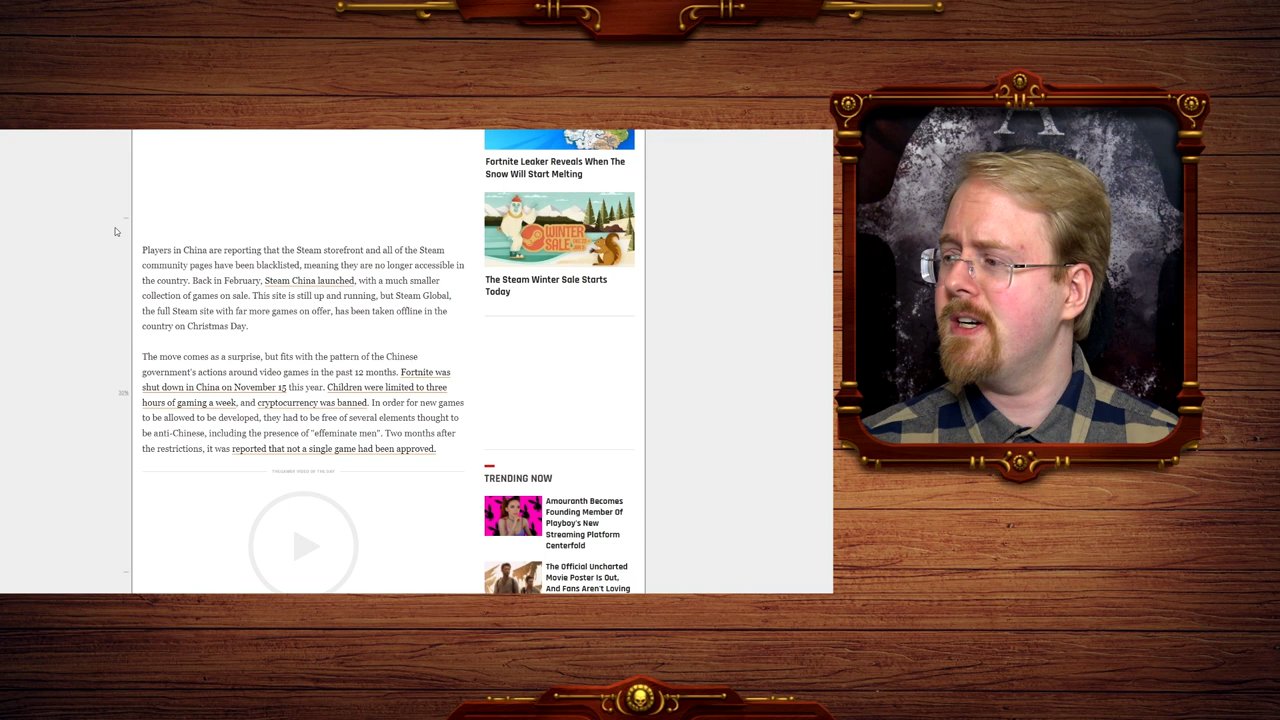 Players in China are reporting that the Steam storefront and all of the Steam
community pages have been blacklisted, meaning they are no longer accessible in
the country. Back in February, Steam China launched, with a much smaller
collection of games on sale. This site is still up and running, but Steam Global,
the full Steam site with far more games on offer, has been taken offline in the
country on Christmas Day.
The move comes as a surprise, but fits with the pattern of the Chinese
government's actions around video games in the past 12 months. Fortnite was
shut down in China on November 15 this year. Children were limited to three
hours of gaming a week, and cryptocurrency was banned. In order for new games
to be allowed to be developed, they had to be free of several elements thought to
be anti-Chinese, including the presence of "effeminate men". Two months after
the restrictions, it was reported that not a single game had been approved.
THEGAMER VIDEO OF THE DAY
Fortnite Leaker Reveals When The
Snow Will Start Melting
WINTER
SALE
The Steam Winter Sale Starts
Today
TRENDING NOW
Amouranth Becomes
Founding Member Of
Playboy's New
Streaming Platform
Centerfold
The Official Uncharted
Movie Poster Is Out,
And Fans Aren't Loving
A